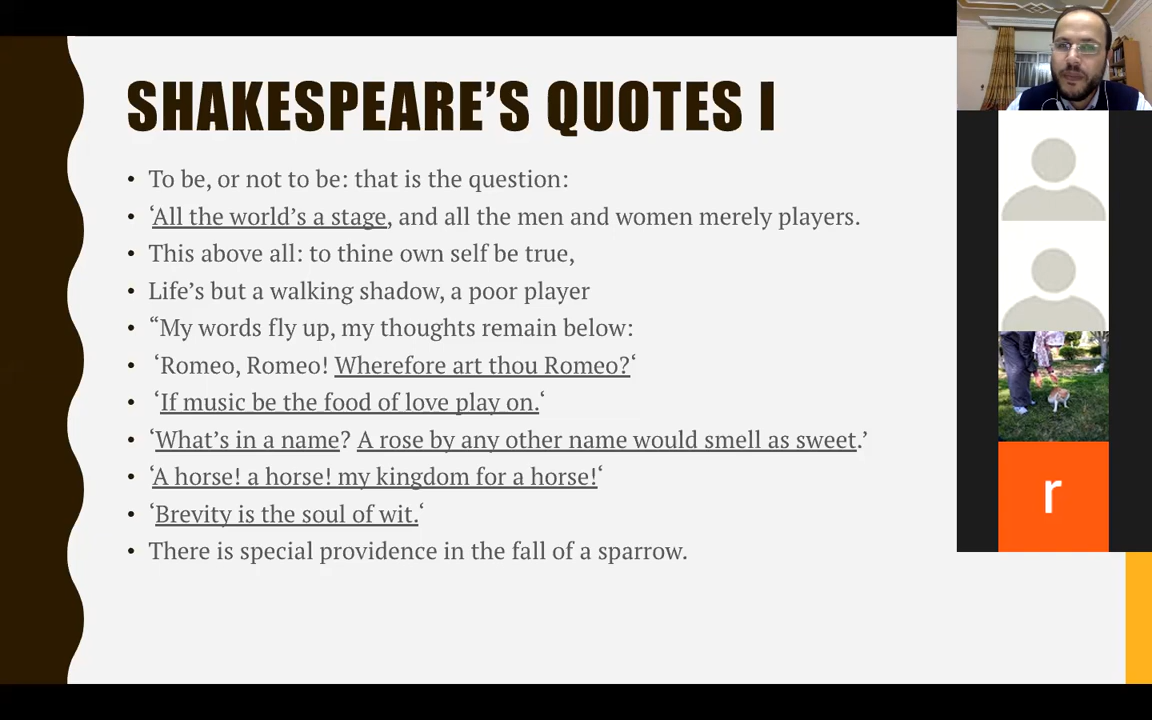 SHAKESPEARE’S QUOTES I
• To be, or not to be: that is the question:
• ‘All the world’s a stage, and all the men and women merely players.
• This above all: to thine own self be true,
• Life’s but a walking shadow, a poor player
• “My words fly up, my thoughts remain below:
• ‘Romeo, Romeo! Wherefore art thou Romeo?‘
• ‘If music be the food of love play on.‘
• ‘What’s in a name? A rose by any other name would smell as sweet.’
• ‘A horse! a horse! my kingdom for a horse!‘
• ‘Brevity is the soul of wit.‘
• There is special providence in the fall of a sparrow.
r